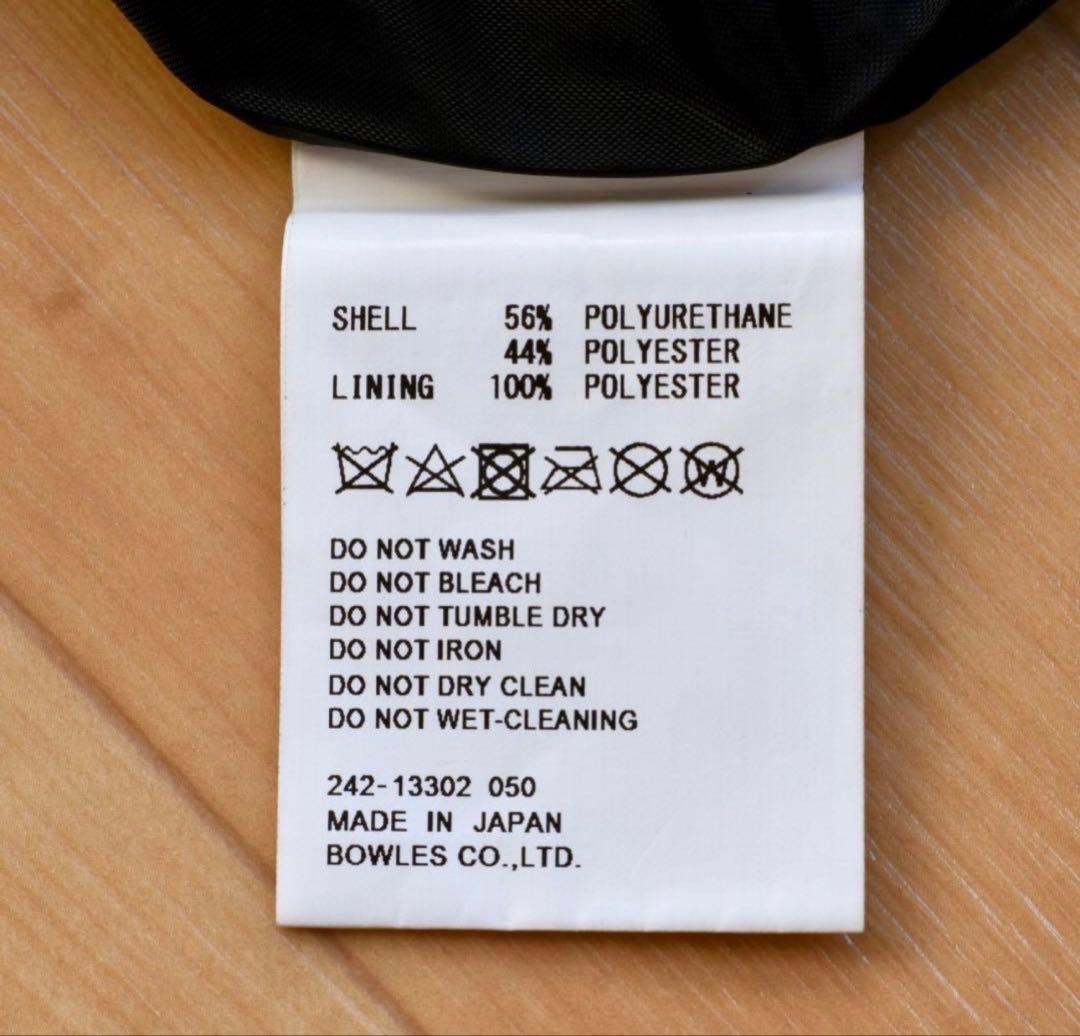 SHELL 56% POLYURETHANE
44% POLYESTER
LINING 100% POLYESTER
W
DO NOT WASH
DO NOT BLEACH
DO NOT TUMBLE DRY
DO NOT IRON
DO NOT DRY CLEAN
DO NOT WET-CLEANING
242-13302 050
MADE IN JAPAN
BOWLES CO.,LTD.